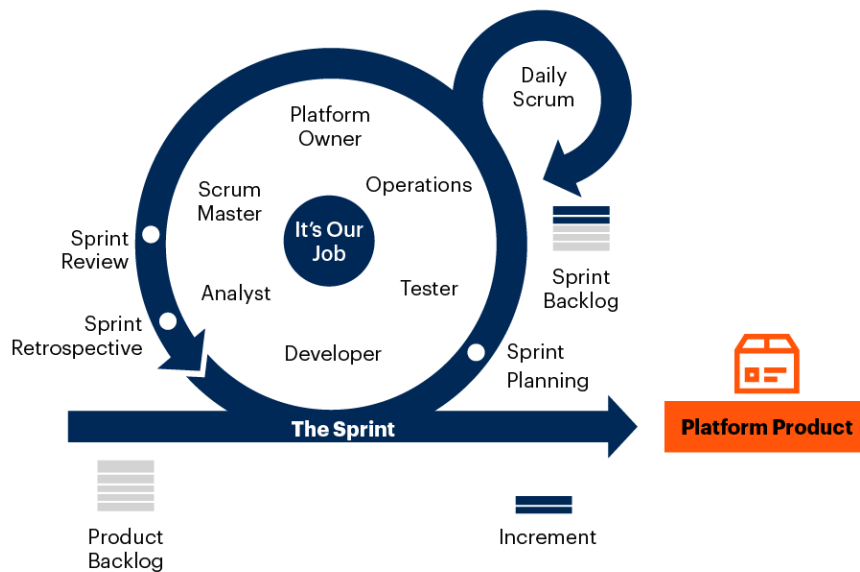 Daily
Scrum
Platform
Owner
Operations
Scrum
Master
It's Our
Job
Sprint
Review
Analyst
Tester
Sprint
Backlog
Sprint
Retrospective
Developer
Sprint
Planning
The Sprint
Platform Product
Product
Backlog
Increment